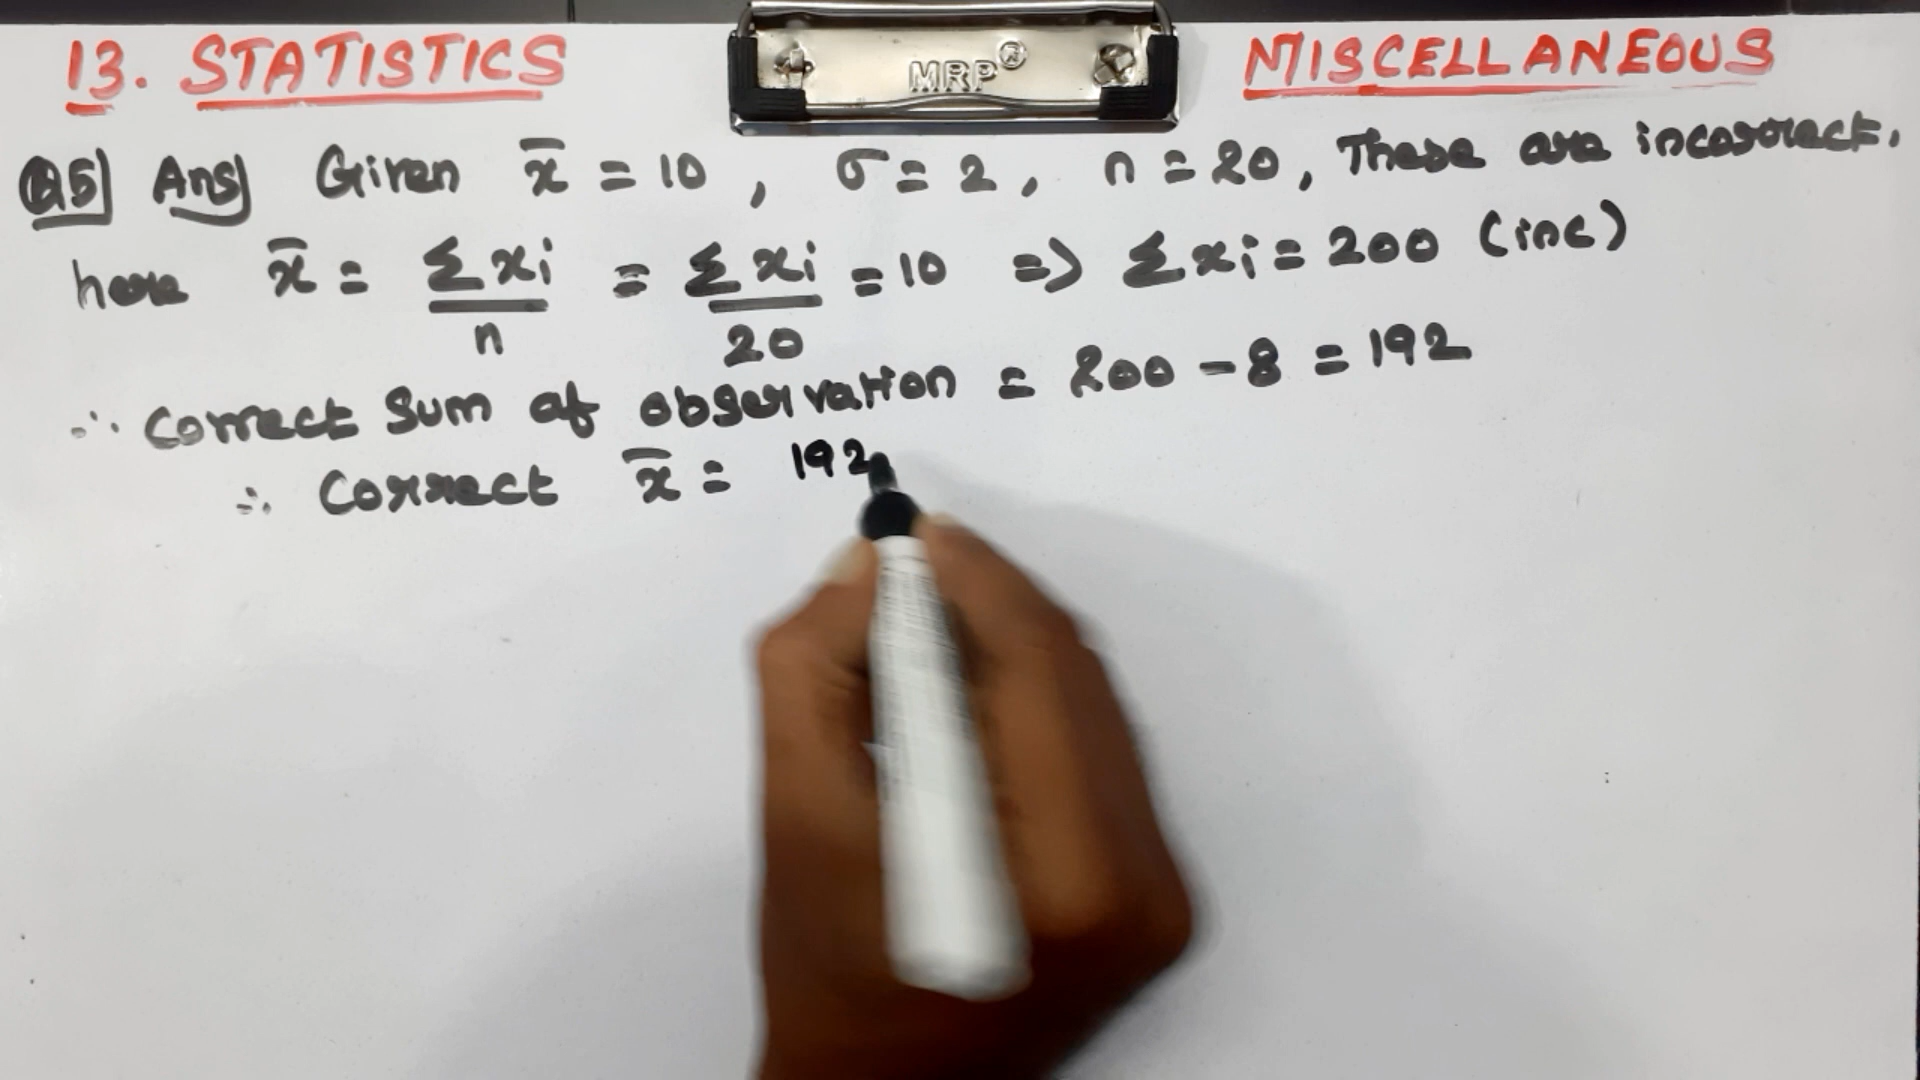 13. STATISTICS
MRP®
MISCELLANEOUS
Q5] Ans] Given x̄ = 10, σ = 2, n = 20, These are incorrect.
here x̄ = Σxi/n = Σxi/20 = 10 => Σxi = 200 (inc)
∴ Correct Sum of observation = 200 - 8 = 192
∴ Correct x̄ = 192